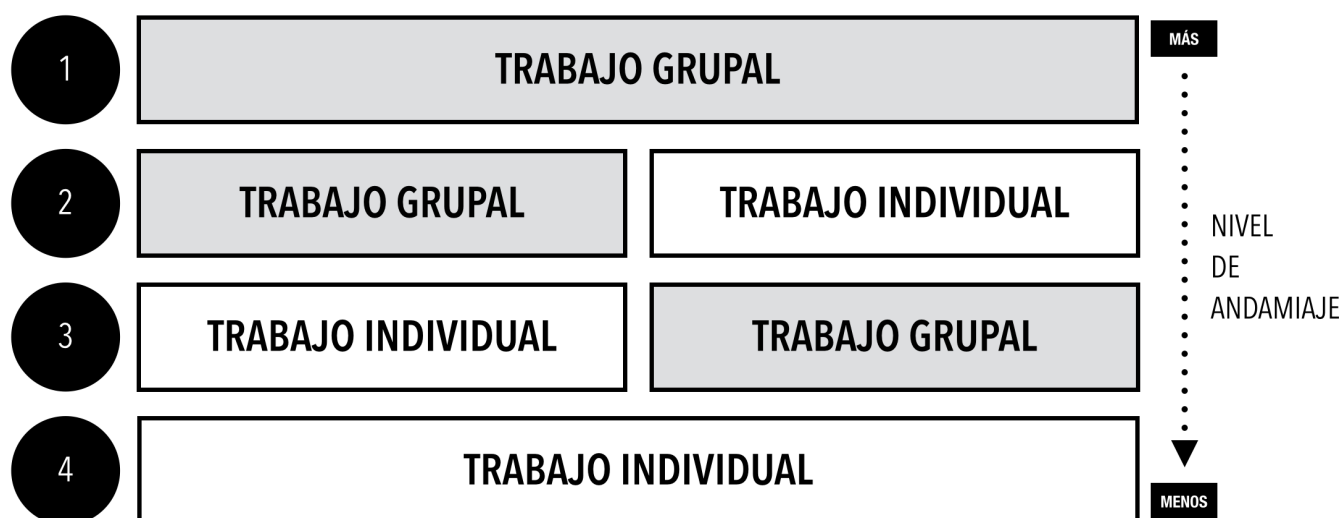 1
TRABAJO GRUPAL
MÁS
2
TRABAJO GRUPAL
TRABAJO INDIVIDUAL
NIVEL
DE
ANDAMIAJE
3
TRABAJO INDIVIDUAL
TRABAJO GRUPAL
4
TRABAJO INDIVIDUAL
MENOS